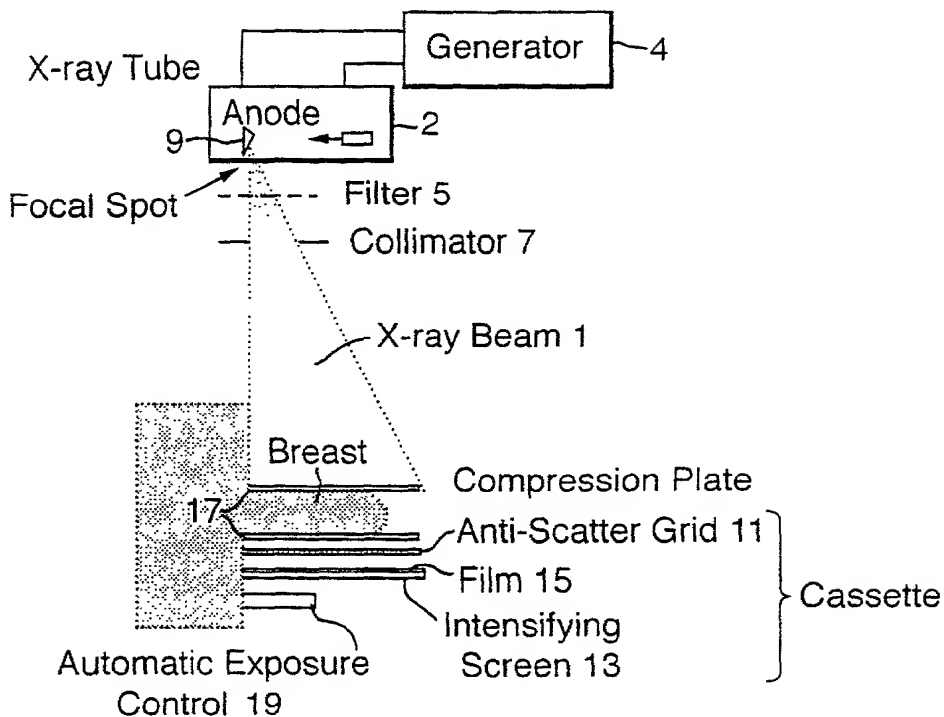 Generator
4
X-ray Tube
Anode
9
2
Focal Spot
Filter 5
Collimator 7
X-ray Beam 1
Breast
Compression Plate
17
Anti-Scatter Grid 11
Film 15
Cassette
Intensifying
Screen 13
Automatic Exposure
Control 19